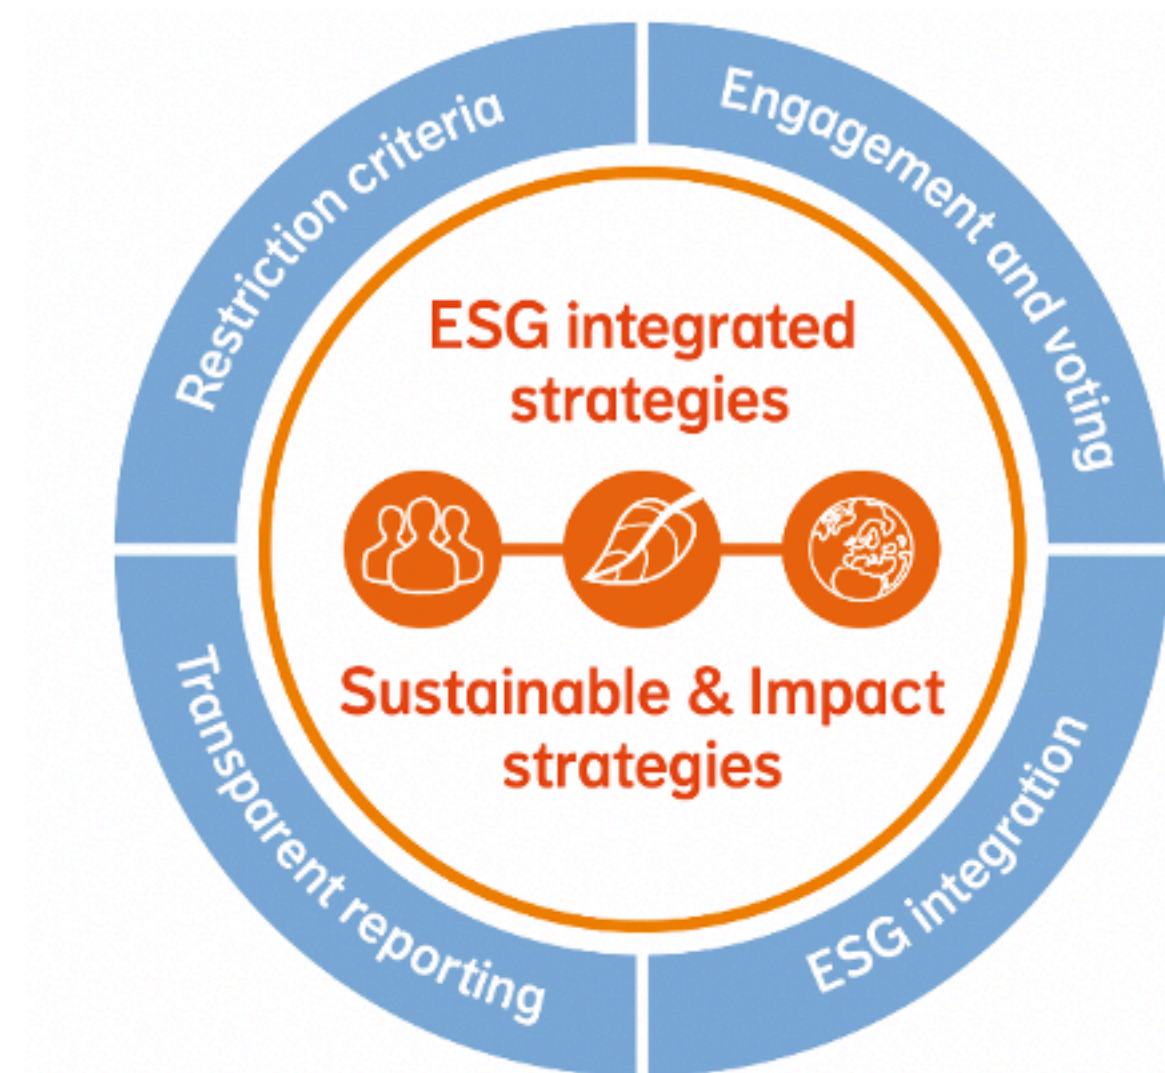 Restriction criteria
Engagement and voting
ESG integrated
strategies
Sustainable & Impact
strategies
Transparent reporting
ESG integration